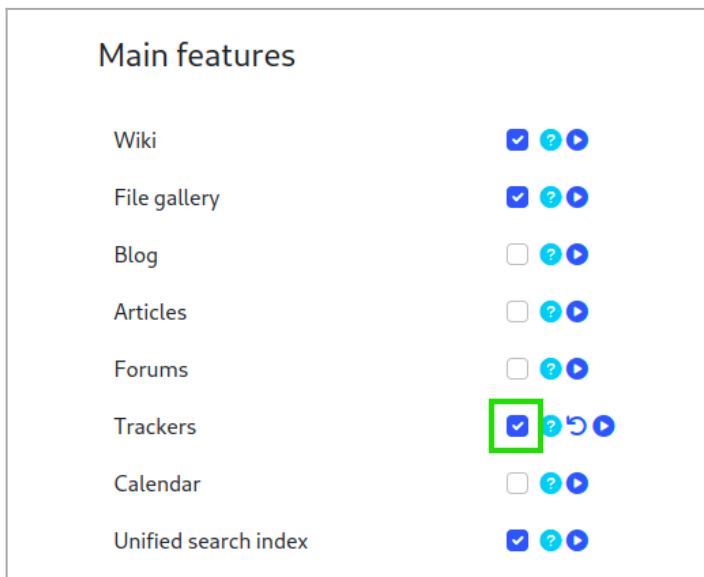 Main features
Wiki
File gallery
Blog
Articles
Forums
Trackers
Calendar
Unified search index